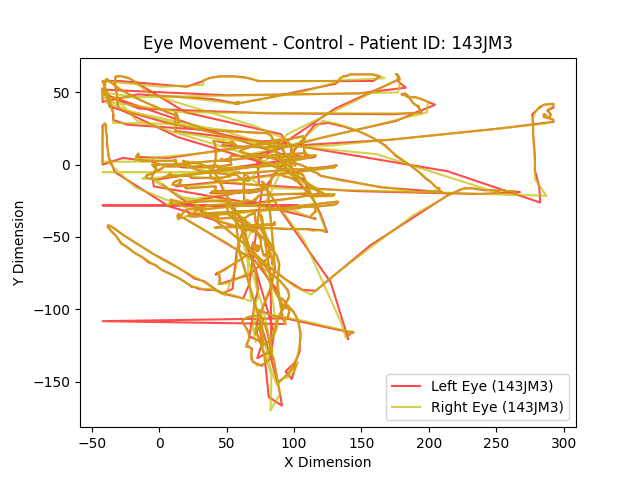 Eye Movement - Control - Patient ID: 143JM3
Y Dimension
50
0
−50
−100
−150
−50
0
50
100
150
200
250
300
X Dimension
Left Eye (143JM3)
Right Eye (143JM3)